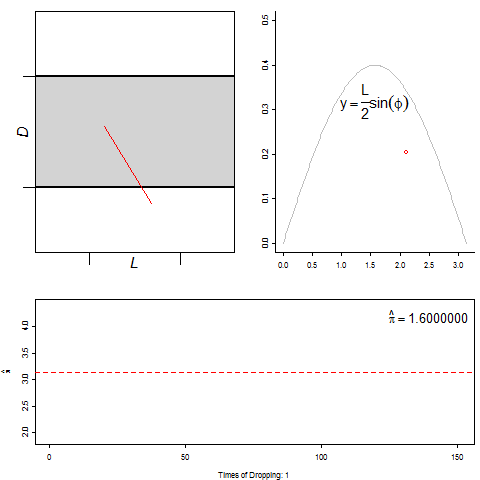 D
L
0.0 0.1 0.2 0.3 0.4 0.5
y = L/2 sin(ϕ)
0.0 0.5 1.0 1.5 2.0 2.5 3.0
π̂ = 1.6000000
π̂
2.0 2.5 3.0 3.5 4.0
0 50 100 150
Times of Dropping: 1